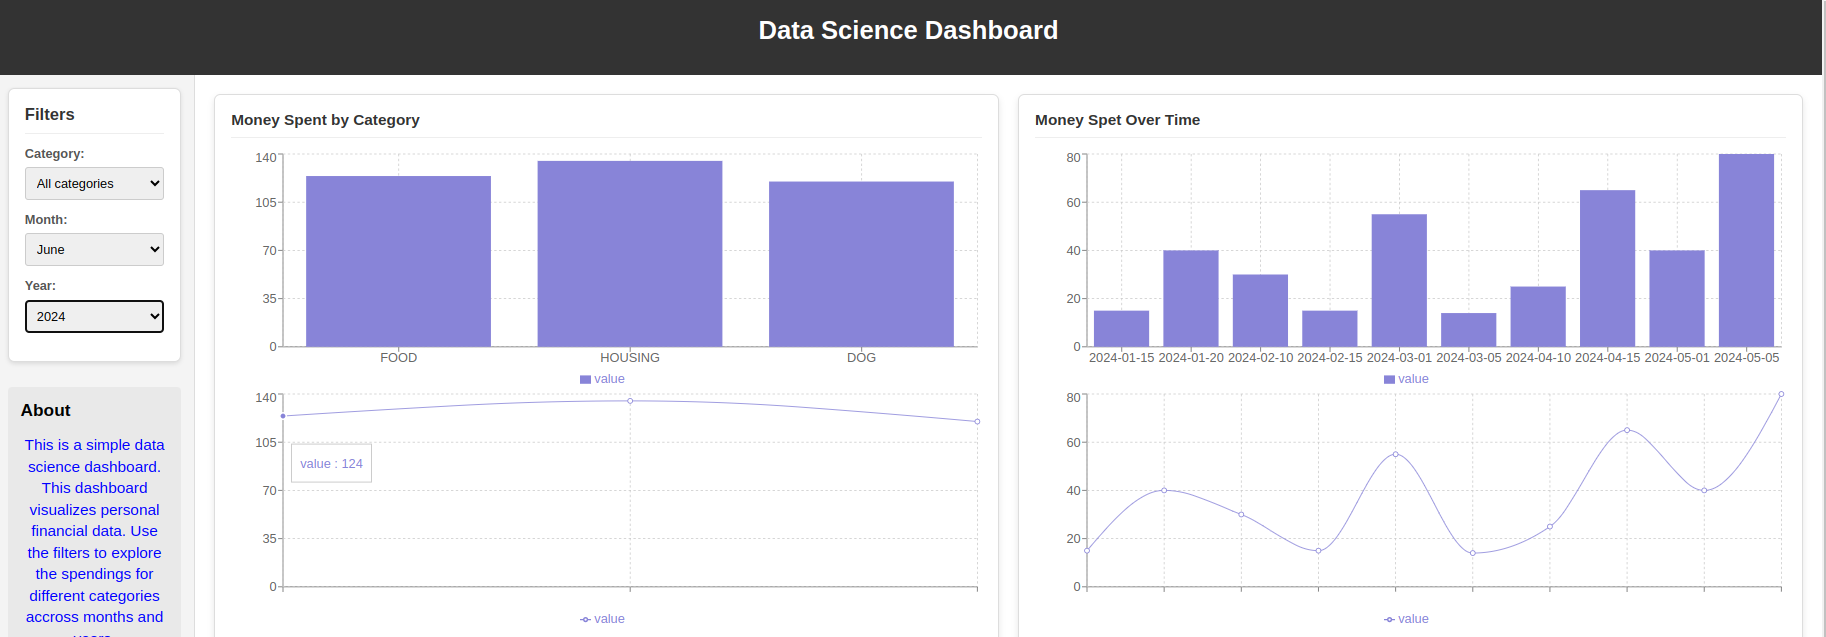 Data Science Dashboard
Filters
Category:
All categories
Month:
June
Year:
2024
About
This is a simple data
science dashboard.
This dashboard
visualizes personal
financial data. Use
the filters to explore
the spendings for
different categories
accross months and
Money Spent by Category
140
105
70
35
0
FOOD HOUSING DOG
value
140
105
70
35
0
value : 124
value
Money Spet Over Time
80
60
40
20
0
2024-01-15 2024-01-20 2024-02-10 2024-02-15 2024-03-01 2024-03-05 2024-04-10 2024-04-15 2024-05-01 2024-05-05
value
80
60
40
20
0
value